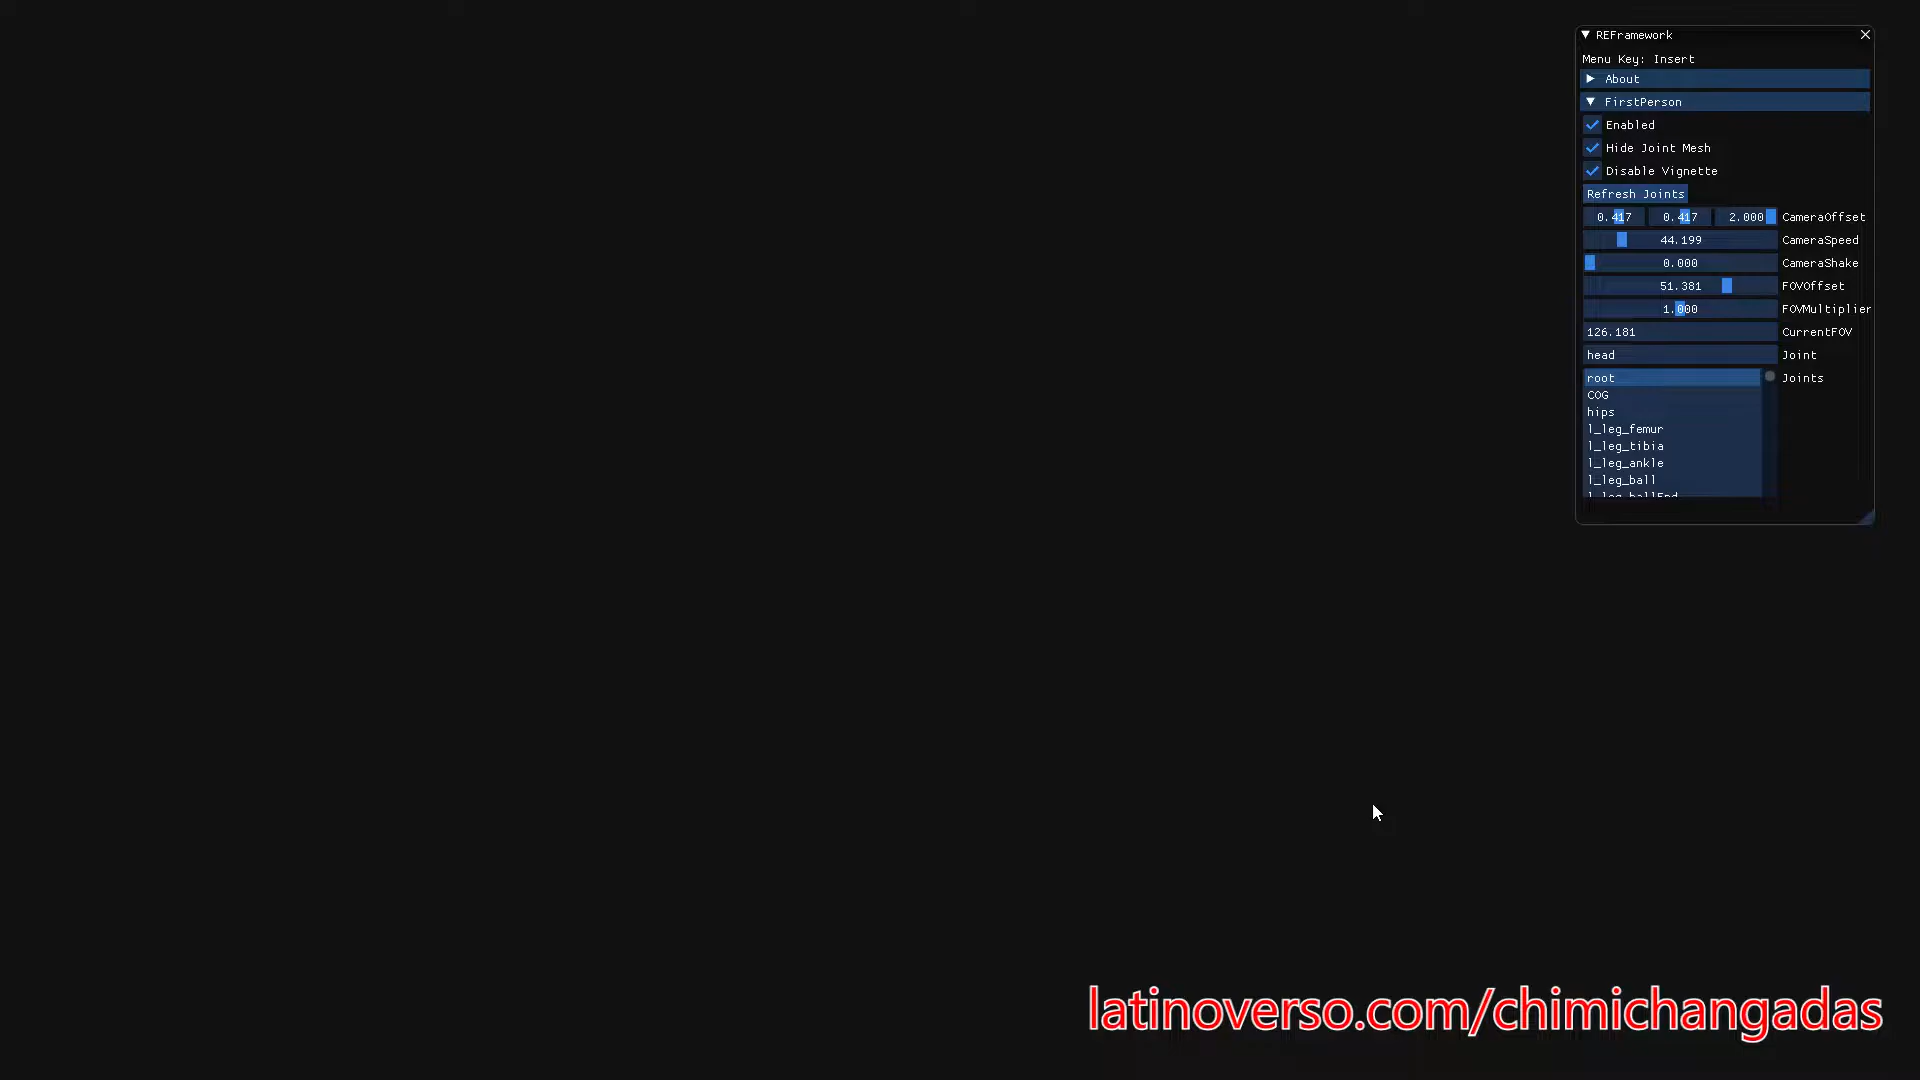 REFramework
Menu Key: Insert
About
FirstPerson
Enabled
Hide Joint Mesh
Disable Vignette
Refresh Joints
0.417 0.417 2.000 CameraOffset
44.199 CameraSpeed
0.000 CameraShake
51.381 FOVOffset
1.000 FOVMultiplier
126.181 CurrentFOV
head Joint
root Joints
COG
hips
l_leg_femur
l_leg_tibia
l_leg_ankle
l_leg_ball
l_leg_ballEnd
latinoverso.com/chimichangadas